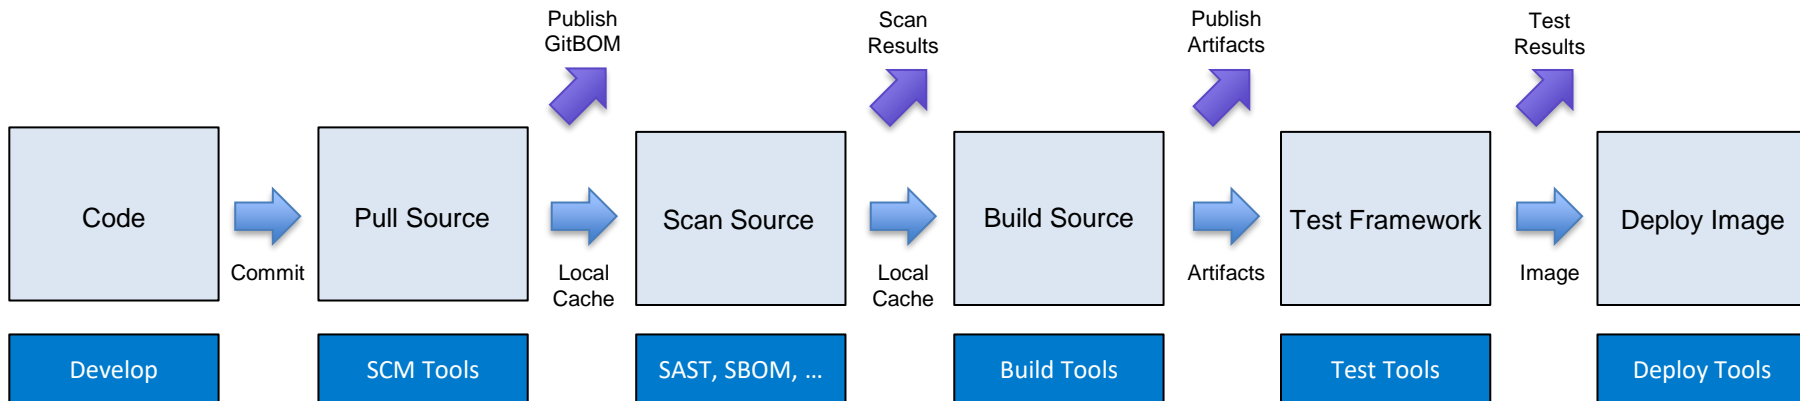 Publish
GitBOM
Scan
Results
Publish
Artifacts
Test
Results
Code
Pull Source
Scan Source
Build Source
Test Framework
Deploy Image
Commit
Local
Cache
Local
Cache
Artifacts
Image
Develop
SCM Tools
SAST, SBOM, ...
Build Tools
Test Tools
Deploy Tools